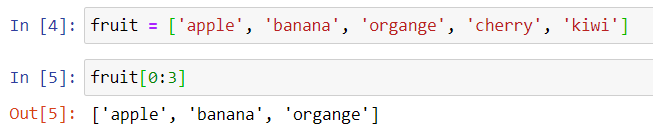 In [4]: fruit = ['apple', 'banana', 'organge', 'cherry', 'kiwi']
In [5]: fruit[0:3]
Out[5]: ['apple', 'banana', 'organge']